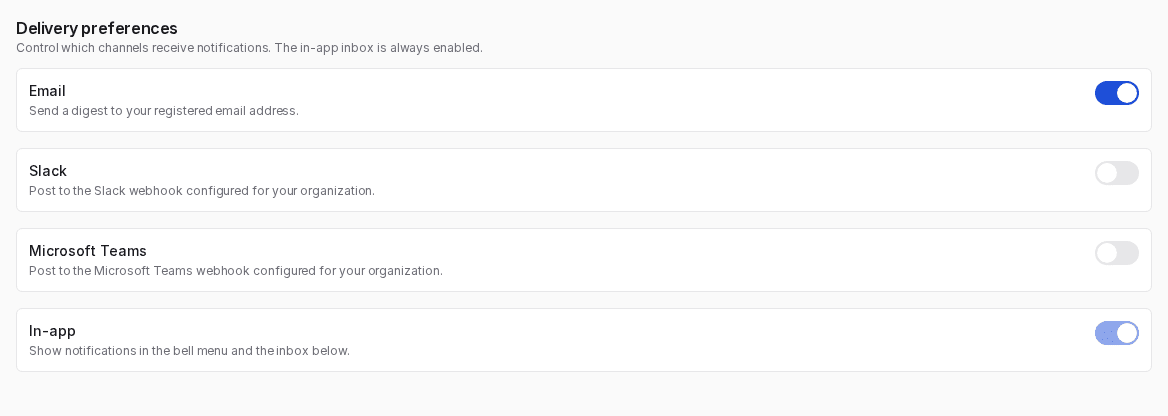 Delivery preferences
Control which channels receive notifications. The in-app inbox is always enabled.
Email
Send a digest to your registered email address.
Slack
Post to the Slack webhook configured for your organization.
Microsoft Teams
Post to the Microsoft Teams webhook configured for your organization.
In-app
Show notifications in the bell menu and the inbox below.